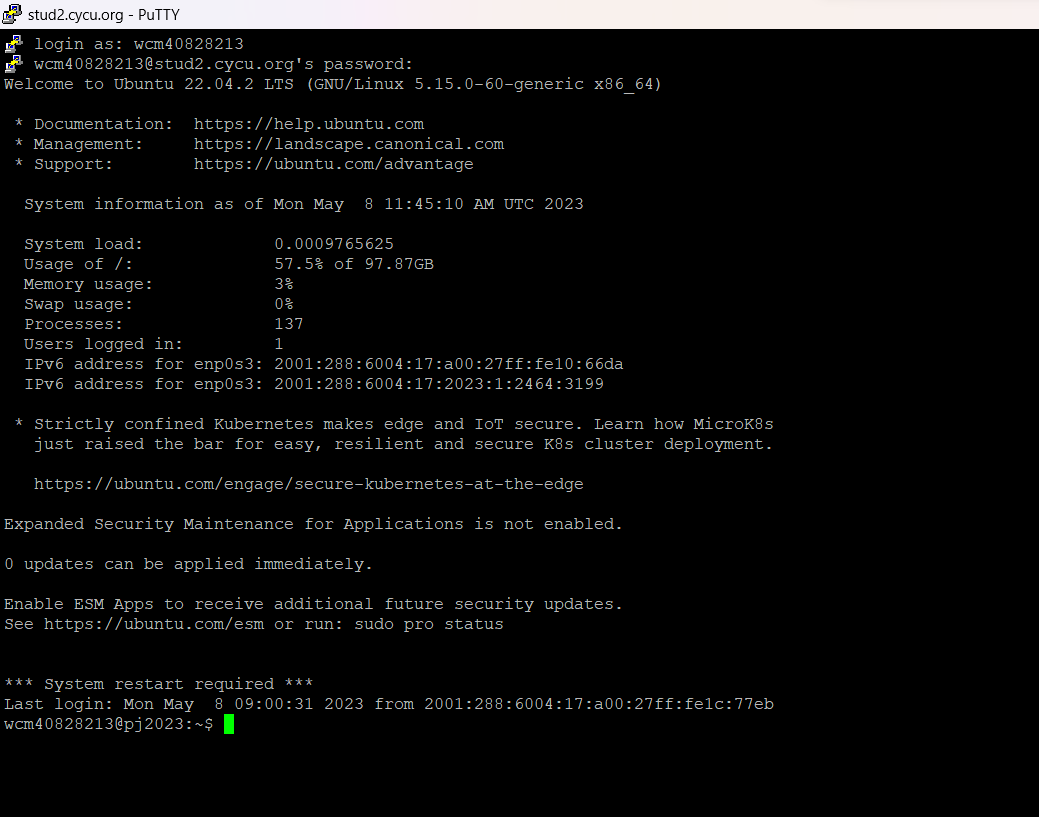 stud2.cycu.org - PuTTY
login as: wcm40828213
wcm40828213@stud2.cycu.org's password:
Welcome to Ubuntu 22.04.2 LTS (GNU/Linux 5.15.0-60-generic x86_64)
* Documentation:  https://help.ubuntu.com
* Management:     https://landscape.canonical.com
* Support:        https://ubuntu.com/advantage
System information as of Mon May  8 11:45:10 AM UTC 2023
System load:             0.0009765625
Usage of /:              57.5% of 97.87GB
Memory usage:            3%
Swap usage:              0%
Processes:               137
Users logged in:         1
IPv6 address for enp0s3: 2001:288:6004:17:a00:27ff:fe10:66da
IPv6 address for enp0s3: 2001:288:6004:17:2023:1:2464:3199
* Strictly confined Kubernetes makes edge and IoT secure. Learn how MicroK8s
just raised the bar for easy, resilient and secure K8s cluster deployment.
https://ubuntu.com/engage/secure-kubernetes-at-the-edge
Expanded Security Maintenance for Applications is not enabled.
0 updates can be applied immediately.
Enable ESM Apps to receive additional future security updates.
See https://ubuntu.com/esm or run: sudo pro status
*** System restart required ***
Last login: Mon May  8 09:00:31 2023 from 2001:288:6004:17:a00:27ff:fe1c:77eb
wcm40828213@pj2023:~$